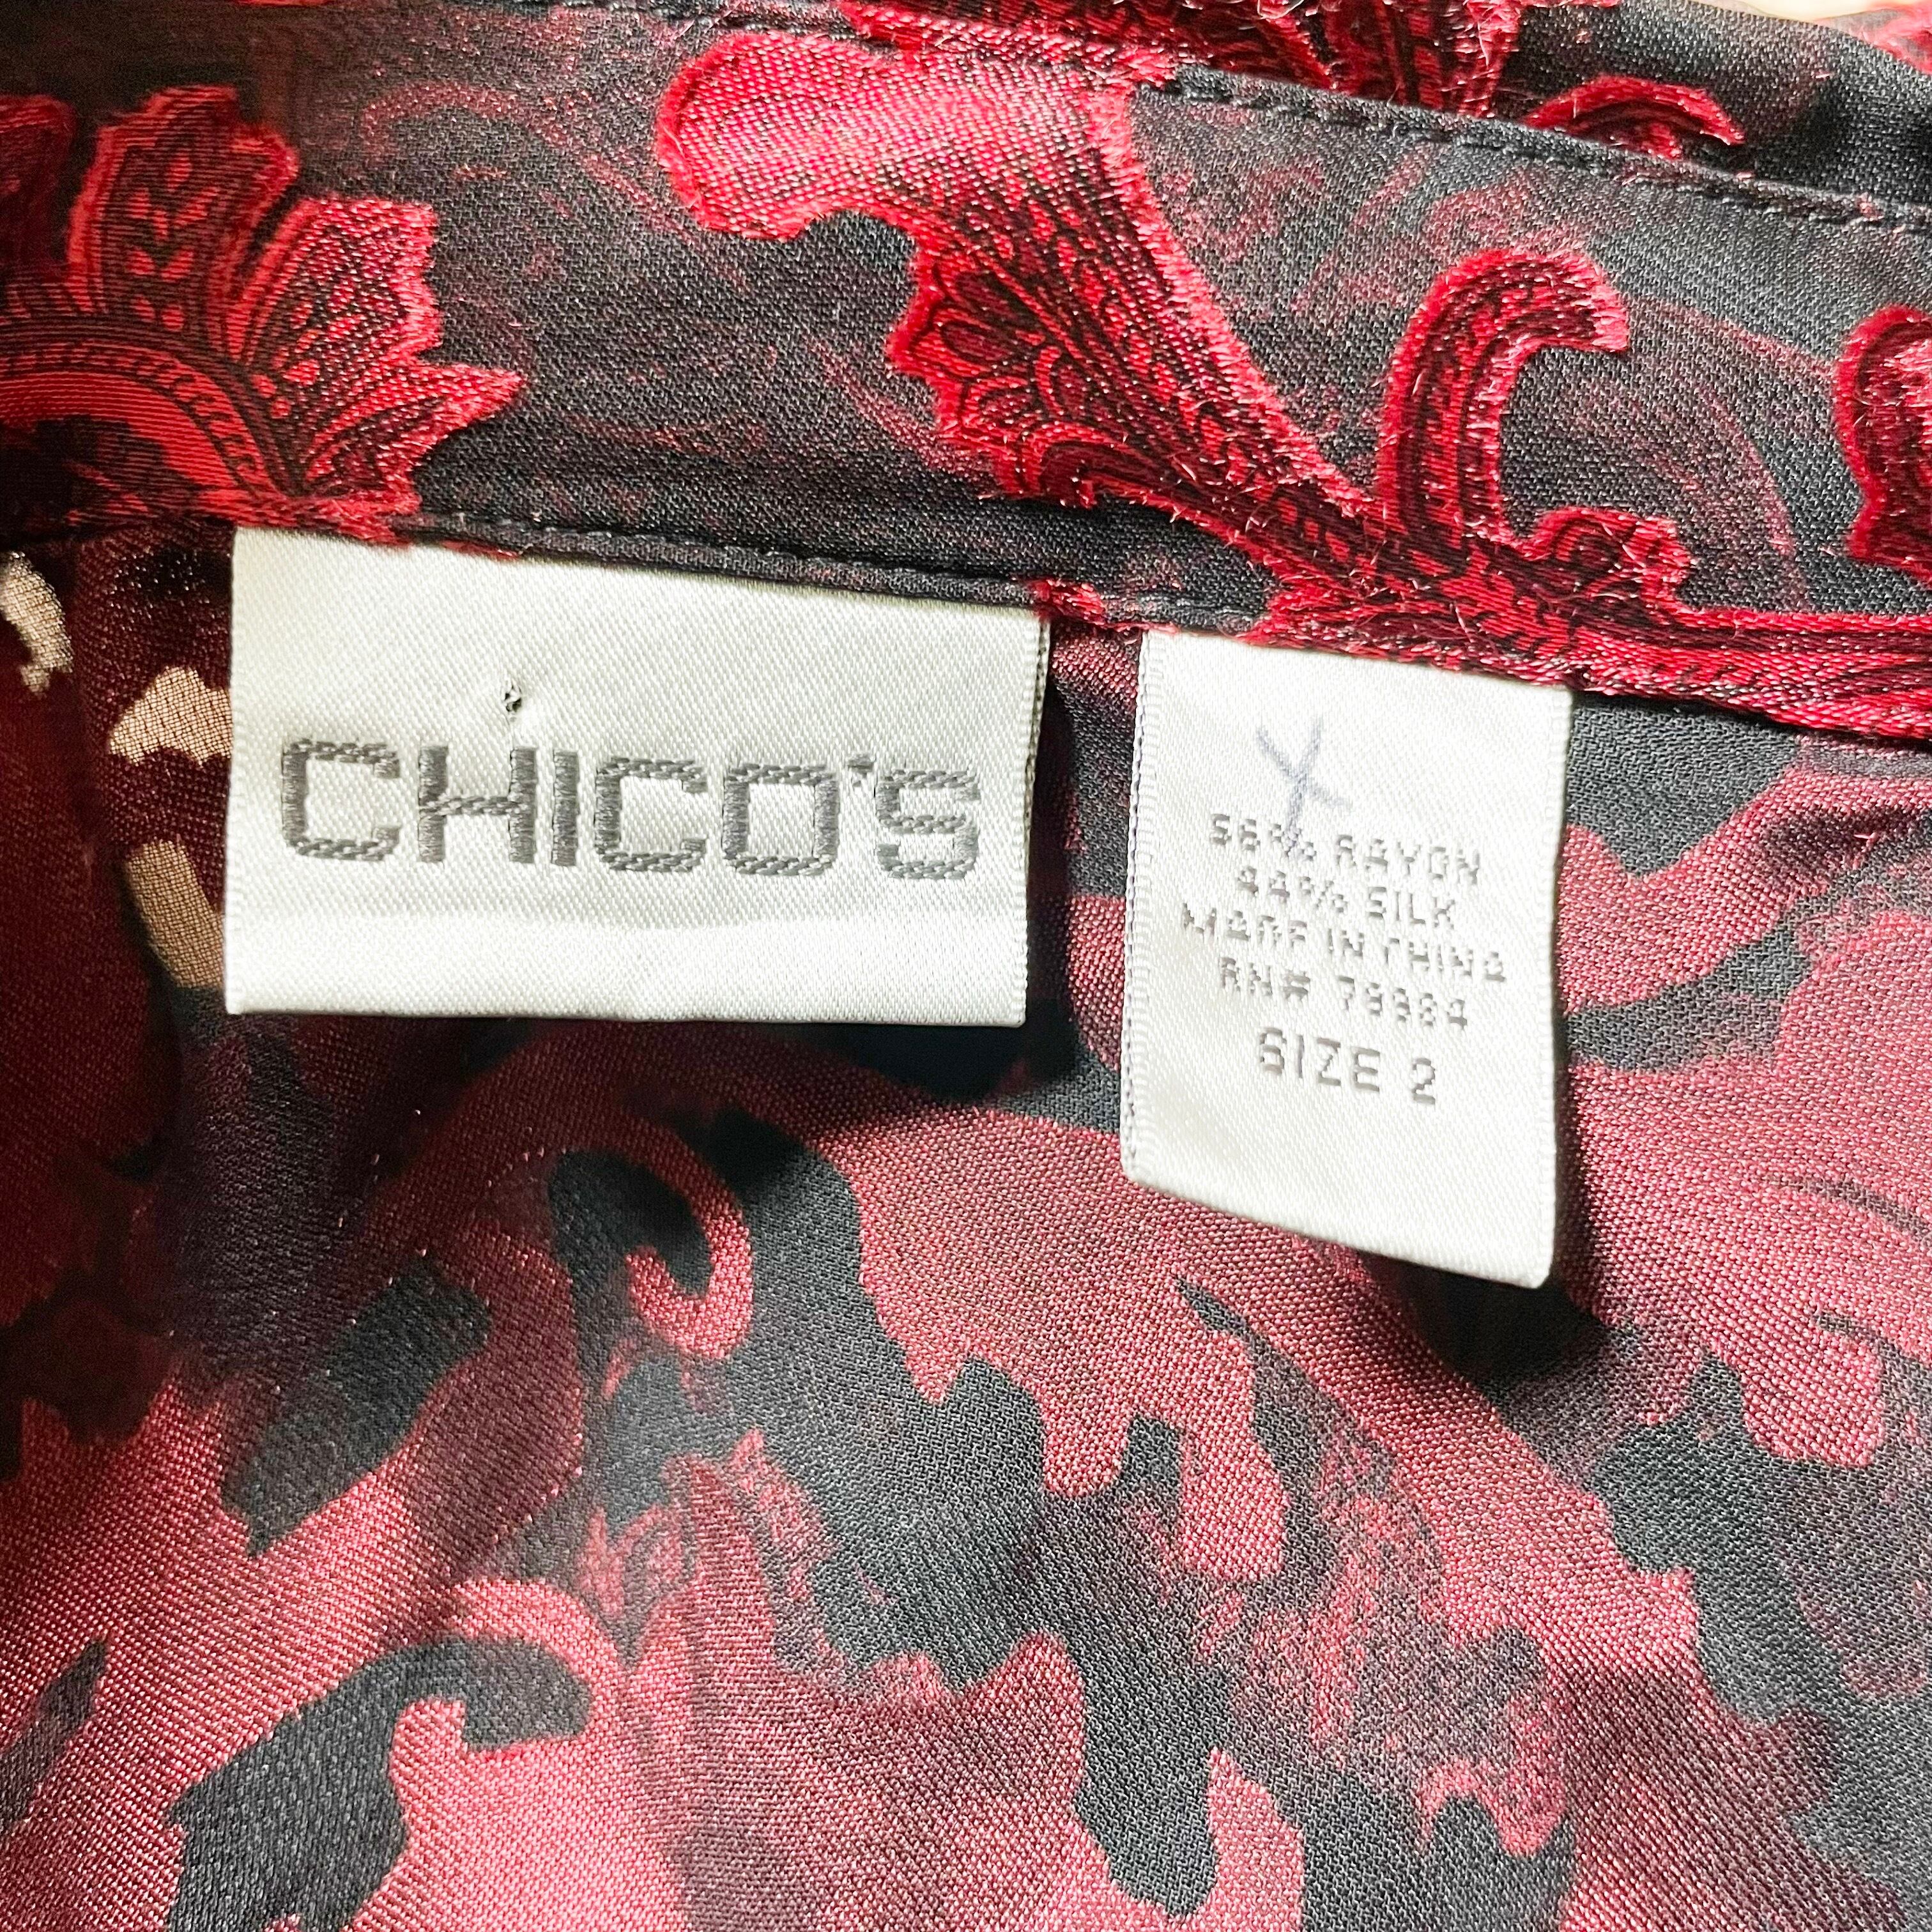 CHICO'S
X
56% RAYON
44% SILK
MADE IN CHINA
RN# 78984
SIZE 2